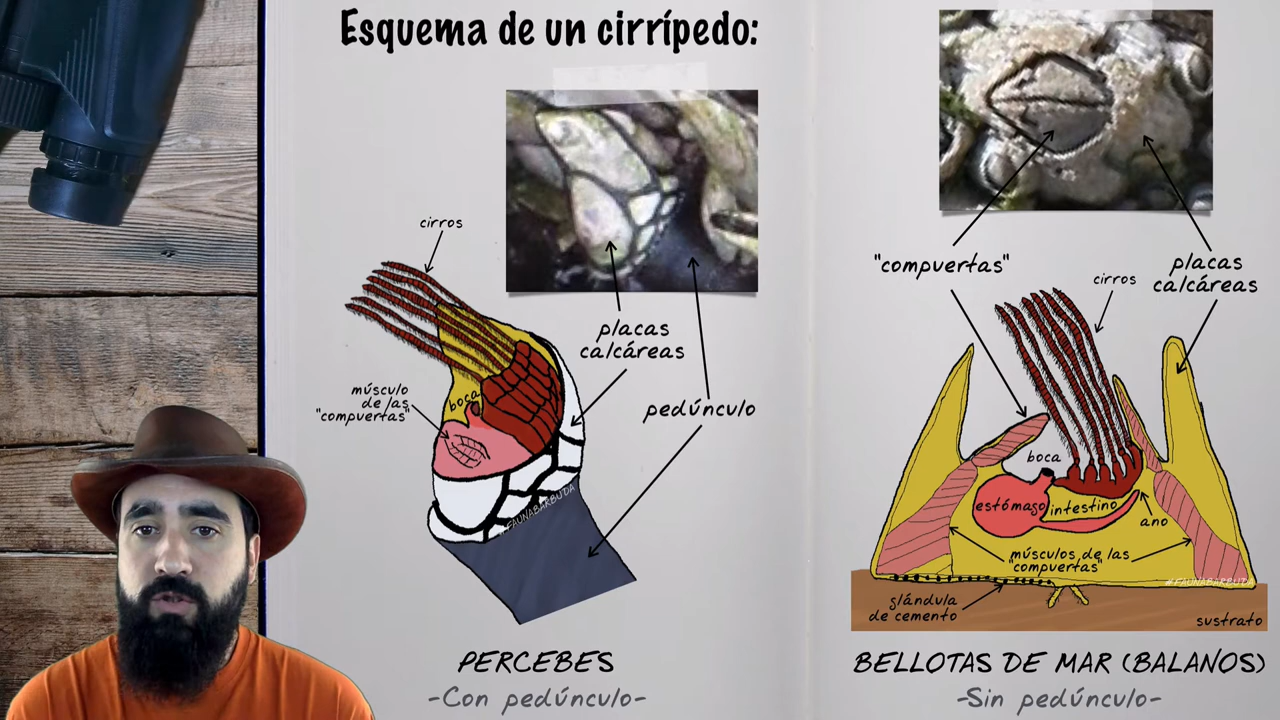 Esquema de un cirrípedo:
cirros
placas
calcáreas
músculo
de las
"compuertas"
boca
pedúnculo
FAUNABARBUDA
PERCEBES
-Con pedúnculo-
"compuertas"
placas
calcáreas
cirros
boca
estómago
intestino
ano
músculos de las
"compuertas"
#FAUNABARBUDA
glándula
de cemento
sustrato
BELLOTAS DE MAR (BALANOS)
-Sin pedúnculo-